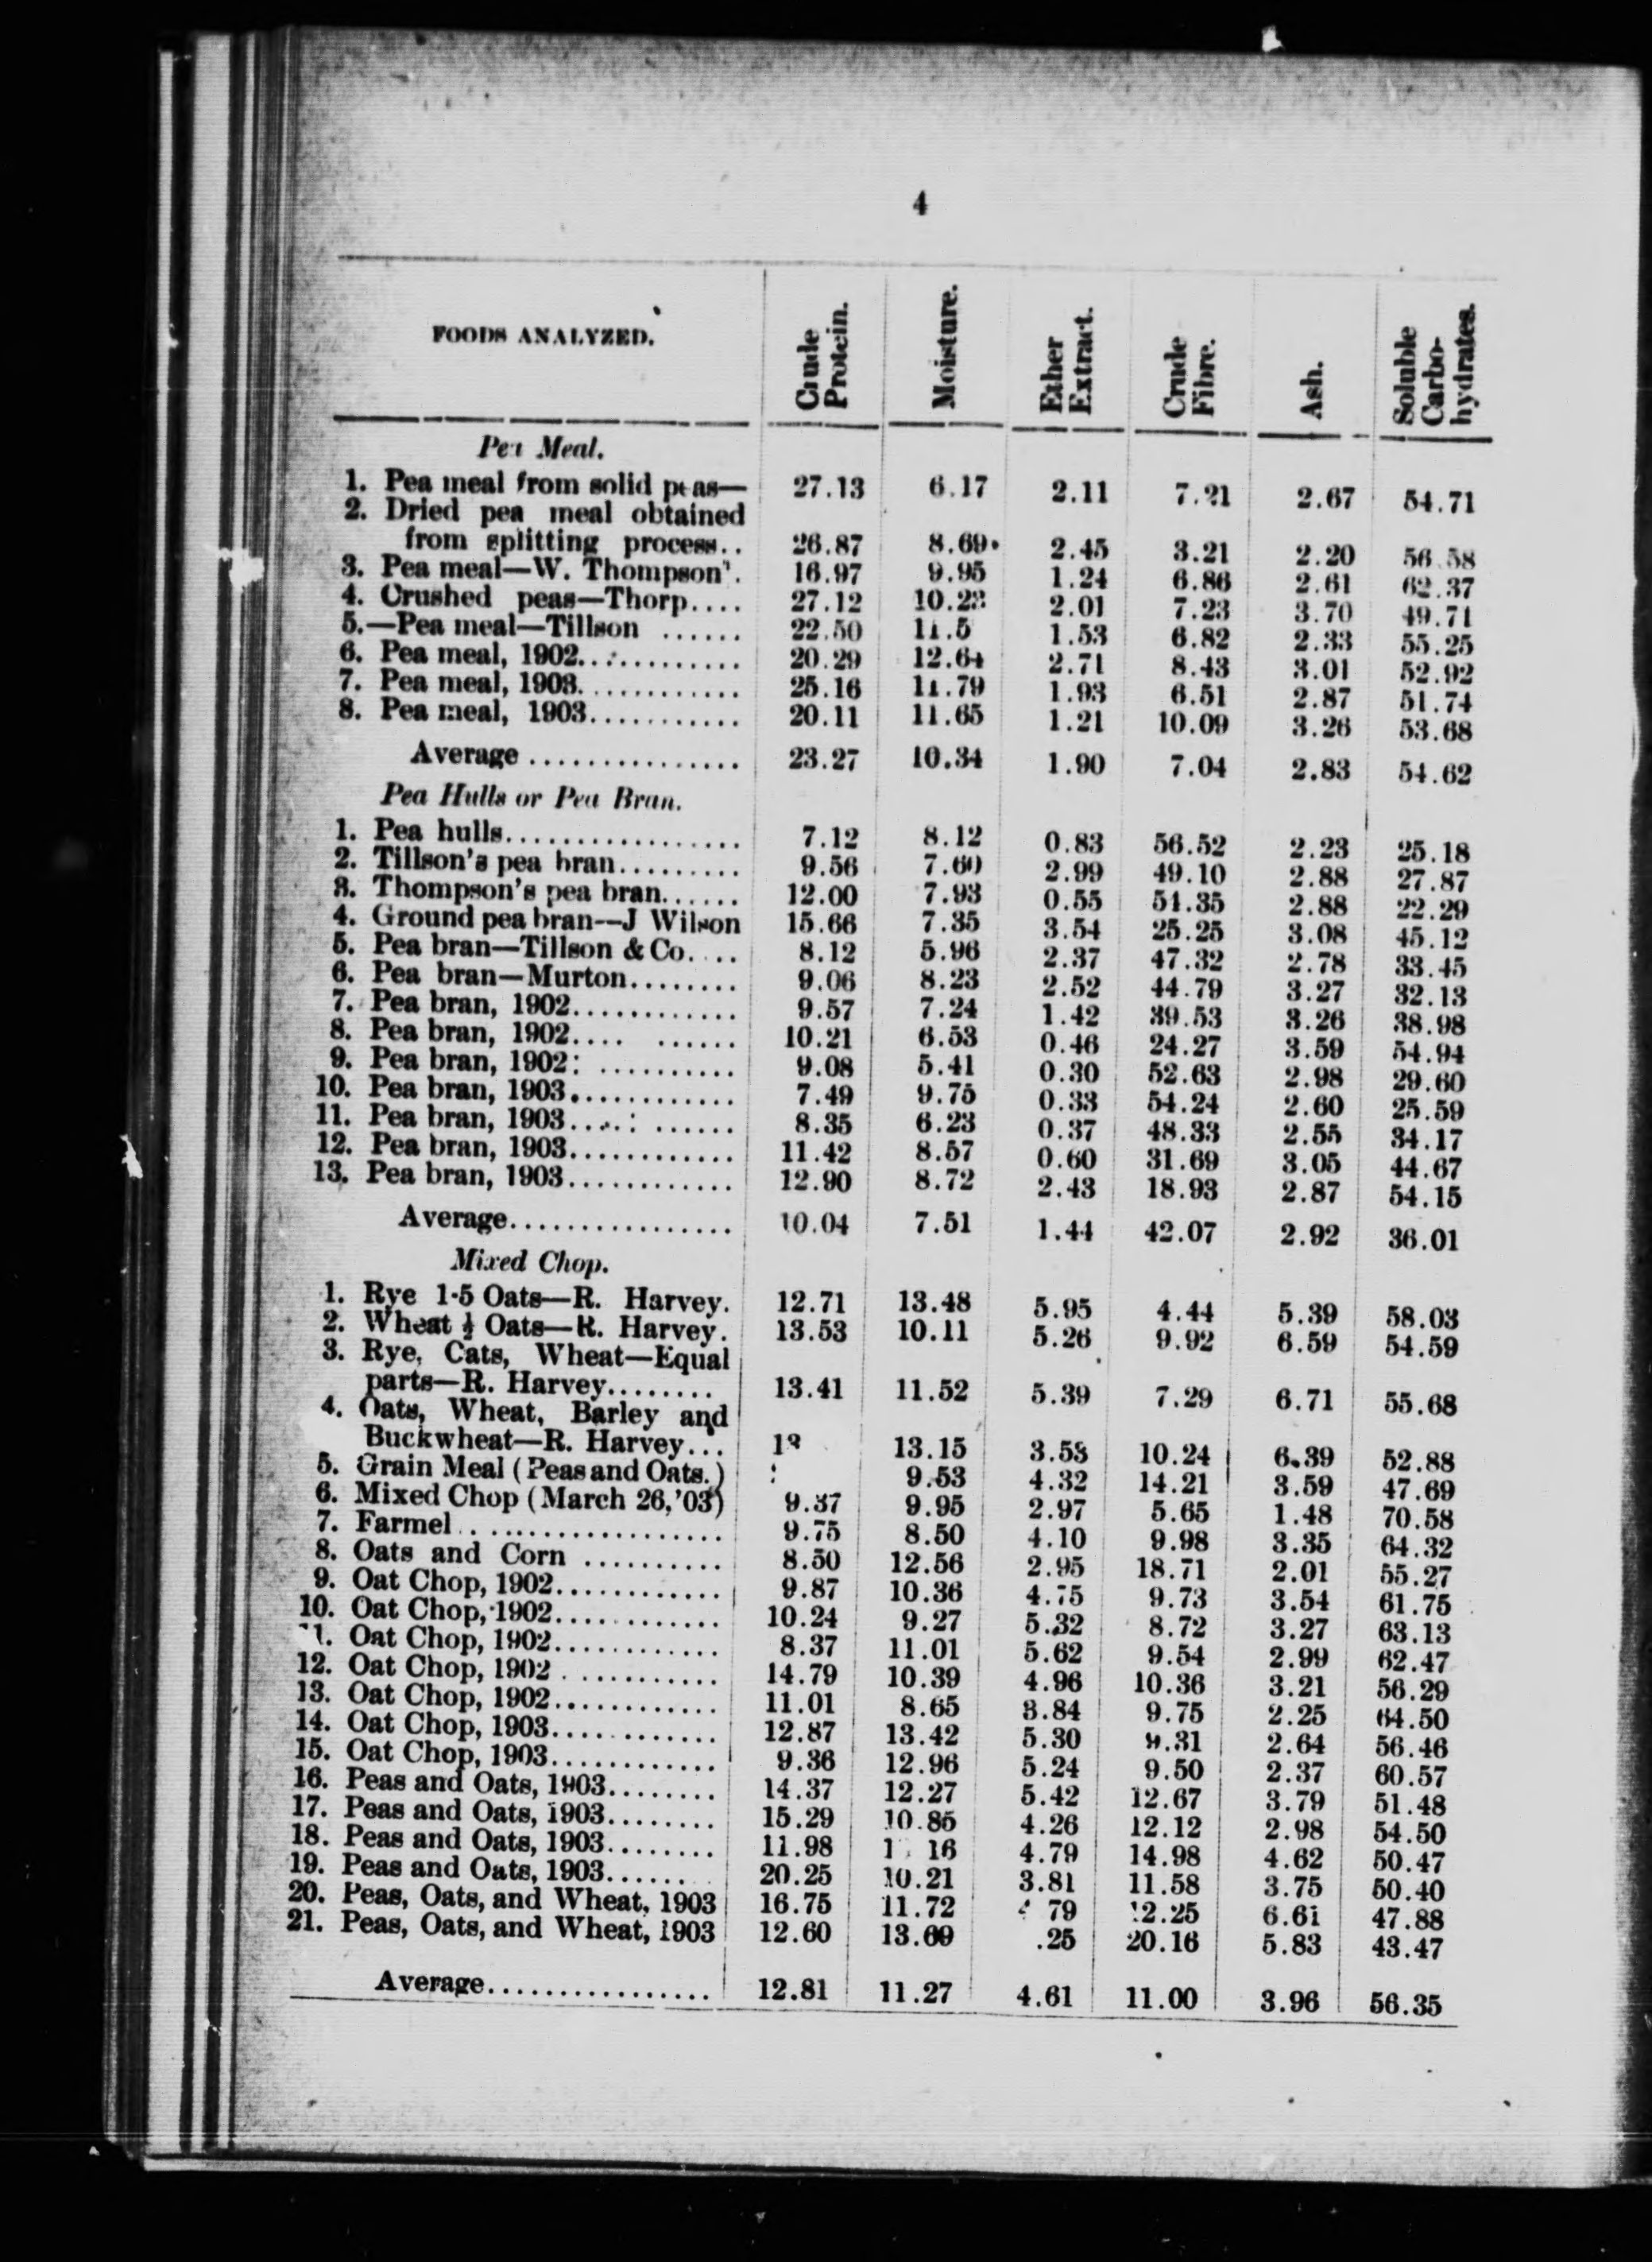 4
FOODS ANALYZED. Crude Protein. Moisture. Ether Extract. Crude Fibre. Ash. Soluble Carbo-hydrates.
Pea Meal.
1. Pea meal from solid peas— 27.13 6.17 2.11 7.21 2.67 54.71
2. Dried pea meal obtained
from splitting process.. 26.87 8.69 2.45 3.21 2.20 56.58
3. Pea meal—W. Thompson'. 16.97 9.95 1.24 6.86 2.61 62.37
4. Crushed peas—Thorp.... 27.12 10.23 2.01 7.23 3.70 49.71
5.—Pea meal—Tillson ...... 22.50 11.5 1.53 6.82 2.33 55.25
6. Pea meal, 1902............ 20.29 12.64 2.71 8.43 3.01 52.92
7. Pea meal, 1903............ 25.16 11.79 1.93 6.51 2.87 51.74
8. Pea meal, 1903........... 20.11 11.65 1.21 10.09 3.26 53.68
Average ............... 23.27 10.34 1.90 7.04 2.83 54.62
Pea Hulls or Pea Bran.
1. Pea hulls................. 7.12 8.12 0.83 56.52 2.23 25.18
2. Tillson's pea bran......... 9.56 7.60 2.99 49.10 2.88 27.87
3. Thompson's pea bran...... 12.00 7.93 0.55 51.35 2.88 22.29
4. Ground pea bran--J Wilson 15.66 7.35 3.54 25.25 3.08 45.12
5. Pea bran—Tillson & Co.... 8.12 5.96 2.37 47.32 2.78 33.45
6. Pea bran—Murton........ 9.06 8.23 2.52 44.79 3.27 32.13
7. Pea bran, 1902............ 9.57 7.24 1.42 39.53 3.26 38.98
8. Pea bran, 1902.... ...... 10.21 6.53 0.46 24.27 3.59 54.94
9. Pea bran, 1902: .......... 9.08 5.41 0.30 52.63 2.98 29.60
10. Pea bran, 1903............ 7.49 9.75 0.33 54.24 2.60 25.59
11. Pea bran, 1903....: ...... 8.35 6.23 0.37 48.33 2.55 34.17
12. Pea bran, 1903............ 11.42 8.57 0.60 31.69 3.05 44.67
13. Pea bran, 1903............ 12.90 8.72 2.43 18.93 2.87 54.15
Average................ 10.04 7.51 1.44 42.07 2.92 36.01
Mixed Chop.
1. Rye 1-5 Oats—R. Harvey. 12.71 13.48 5.95 4.44 5.39 58.03
2. Wheat ½ Oats—R. Harvey. 13.53 10.11 5.26 9.92 6.59 54.59
3. Rye, Cats, Wheat—Equal
parts—R. Harvey........ 13.41 11.52 5.39 7.29 6.71 55.68
4. Oats, Wheat, Barley and
Buckwheat—R. Harvey... 13.15 3.53 10.24 6.39 52.88
5. Grain Meal (Peas and Oats.) 9.53 4.32 14.21 3.59 47.69
6. Mixed Chop (March 26,'03) 9.37 9.95 2.97 5.65 1.48 70.58
7. Farmel................... 9.75 8.50 4.10 9.98 3.35 64.32
8. Oats and Corn .......... 8.50 12.56 2.95 18.71 2.01 55.27
9. Oat Chop, 1902............ 9.87 10.36 4.75 9.73 3.54 61.75
10. Oat Chop, 1902............ 10.24 9.27 5.32 8.72 3.27 63.13
11. Oat Chop, 1902............ 8.37 11.01 5.62 9.54 2.99 62.47
12. Oat Chop, 1902 ........... 14.79 10.39 4.96 10.36 3.21 56.29
13. Oat Chop, 1902............ 11.01 8.65 3.84 9.75 2.25 64.50
14. Oat Chop, 1903............ 12.87 13.42 5.30 9.31 2.64 56.46
15. Oat Chop, 1903............ 9.36 12.96 5.24 9.50 2.37 60.57
16. Peas and Oats, 1903........ 14.37 12.27 5.42 12.67 3.79 51.48
17. Peas and Oats, 1903........ 15.29 10.85 4.26 12.12 2.98 54.50
18. Peas and Oats, 1903........ 11.98 4.79 14.98 4.62 50.47
19. Peas and Oats, 1903....... 20.25 10.21 3.81 11.58 3.75 50.40
20. Peas, Oats, and Wheat, 1903 16.75 11.72 79 12.25 6.61 47.88
21. Peas, Oats, and Wheat, 1903 12.60 13.69 .25 20.16 5.83 43.47
Average................ 12.81 11.27 4.61 11.00 3.96 56.35